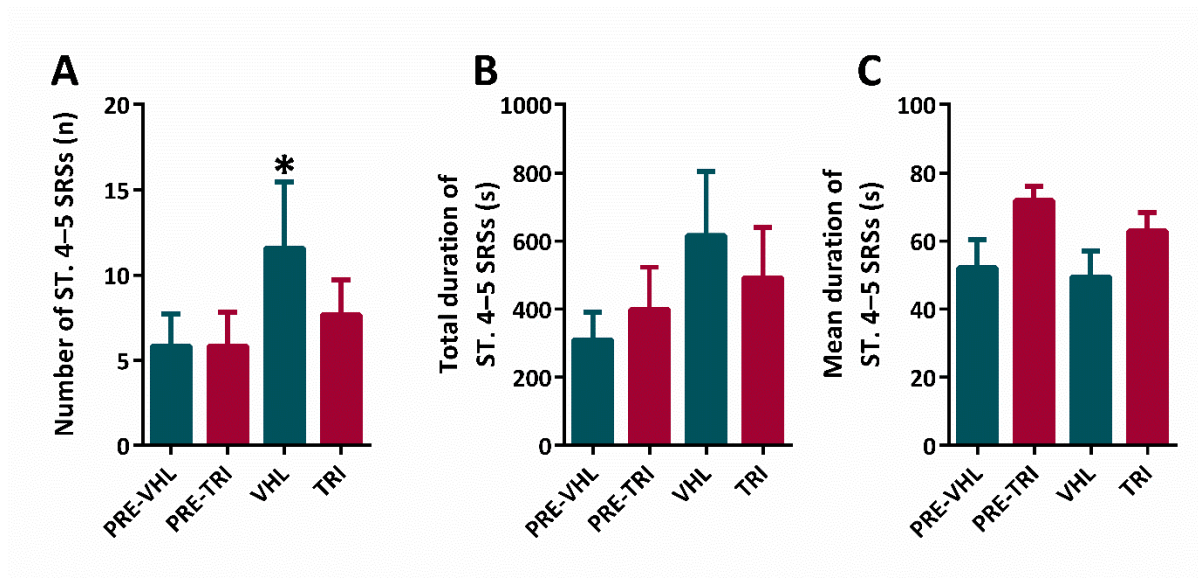 A
Number of ST. 4–5 SRSs (n)
20
15
10
5
0
*
PRE-VHL
PRE-TRI
VHL
TRI
B
Total duration of
ST. 4–5 SRSs (s)
1000
800
600
400
200
0
PRE-VHL
PRE-TRI
VHL
TRI
C
Mean duration of
ST. 4–5 SRSs (s)
100
80
60
40
20
0
PRE-VHL
PRE-TRI
VHL
TRI